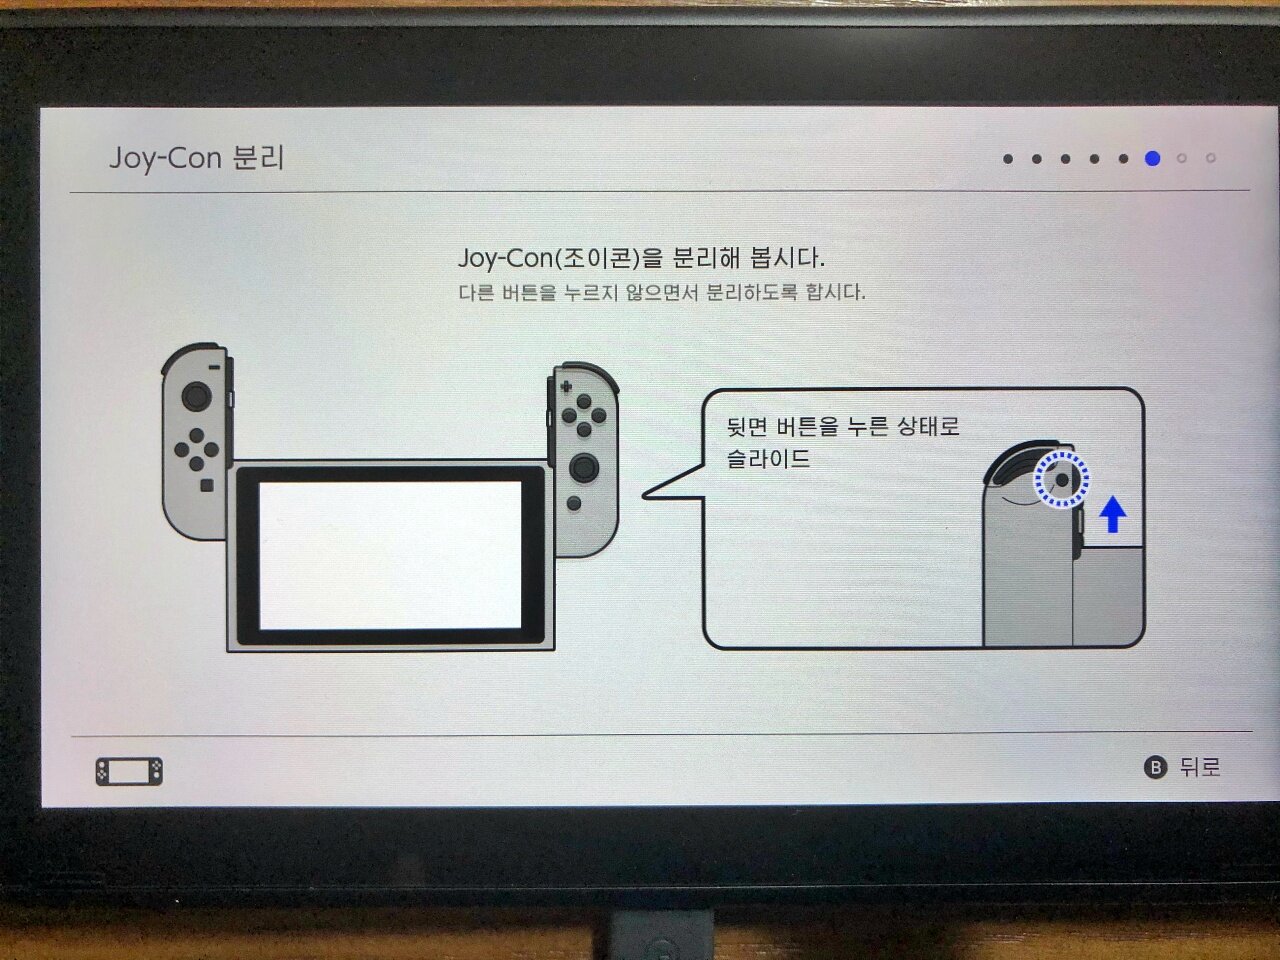 Joy-Con 분리
Joy-Con(조이콘)을 분리해 봅시다.
다른 버튼을 누르지 않으면서 분리하도록 합시다.
뒷면 버튼을 누른 상태로
슬라이드
B 뒤로